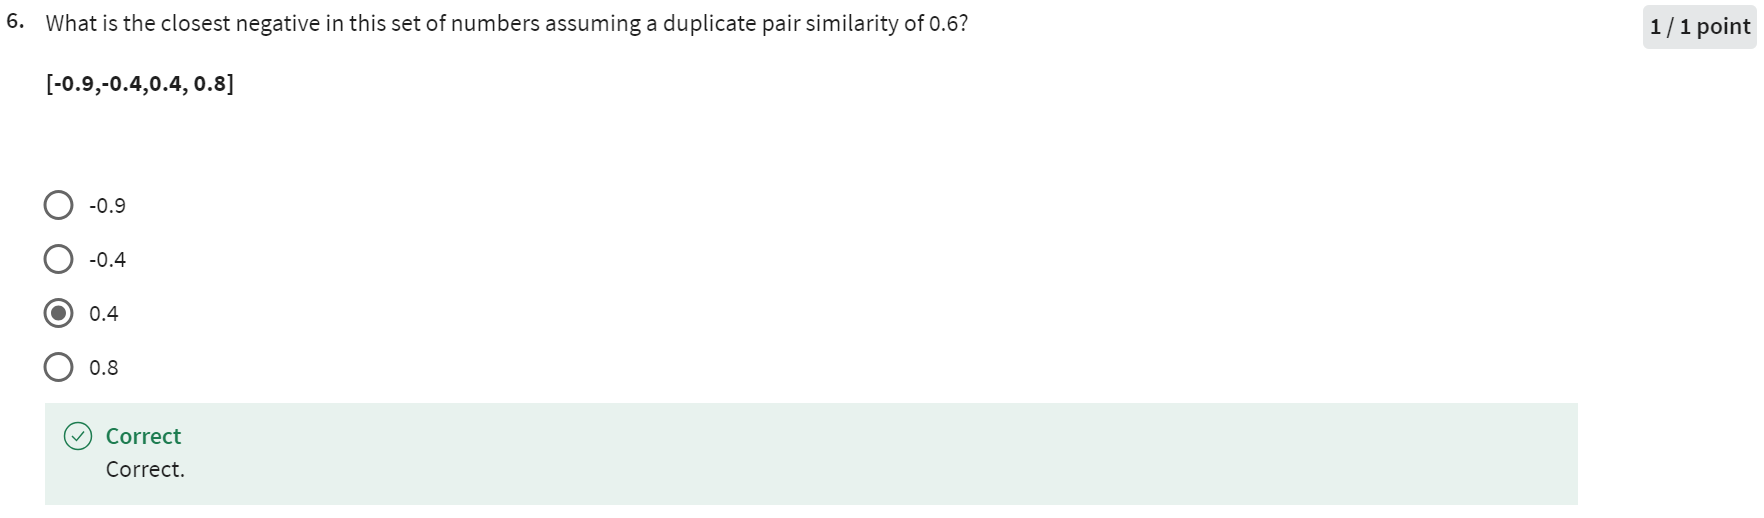 6. What is the closest negative in this set of numbers assuming a duplicate pair similarity of 0.6?
1 / 1 point
[-0.9,-0.4,0.4, 0.8]
-0.9
-0.4
0.4
0.8
Correct
Correct.